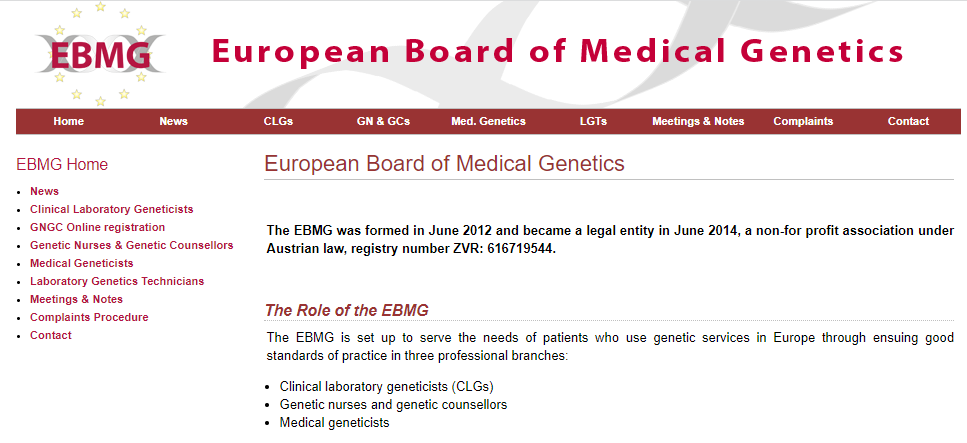 EBMG
European Board of Medical Genetics
Home News CLGs GN & GCs Med. Genetics LGTs Meetings & Notes Complaints Contact
EBMG Home
News
Clinical Laboratory Geneticists
GNGC Online registration
Genetic Nurses & Genetic Counsellors
Medical Geneticists
Laboratory Genetics Technicians
Meetings & Notes
Complaints Procedure
Contact
European Board of Medical Genetics
The EBMG was formed in June 2012 and became a legal entity in June 2014, a non-for profit association under
Austrian law, registry number ZVR: 616719544.
The Role of the EBMG
The EBMG is set up to serve the needs of patients who use genetic services in Europe through ensuing good
standards of practice in three professional branches:
Clinical laboratory geneticists (CLGs)
Genetic nurses and genetic counsellors
Medical geneticists